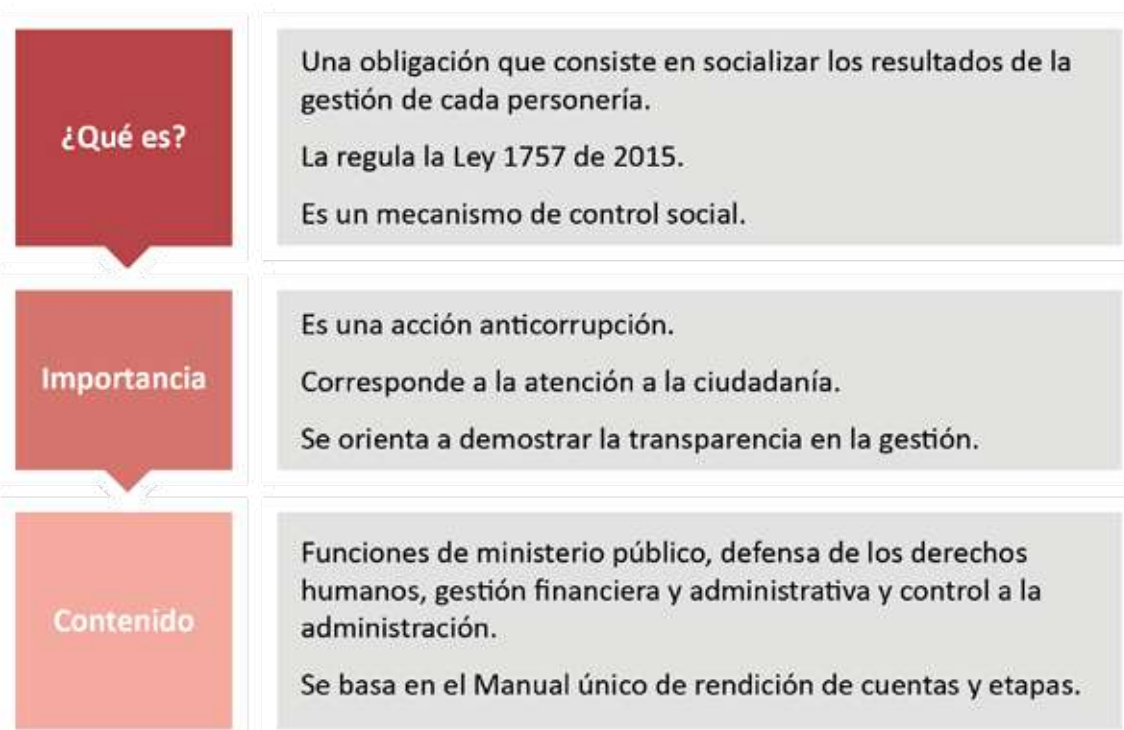 ¿Qué es?
Una obligación que consiste en socializar los resultados de la
gestión de cada personería.
La regula la Ley 1757 de 2015.
Es un mecanismo de control social.
Importancia
Es una acción anticorrupción.
Corresponde a la atención a la ciudadanía.
Se orienta a demostrar la transparencia en la gestión.
Contenido
Funciones de ministerio público, defensa de los derechos
humanos, gestión financiera y administrativa y control a la
administración.
Se basa en el Manual único de rendición de cuentas y etapas.